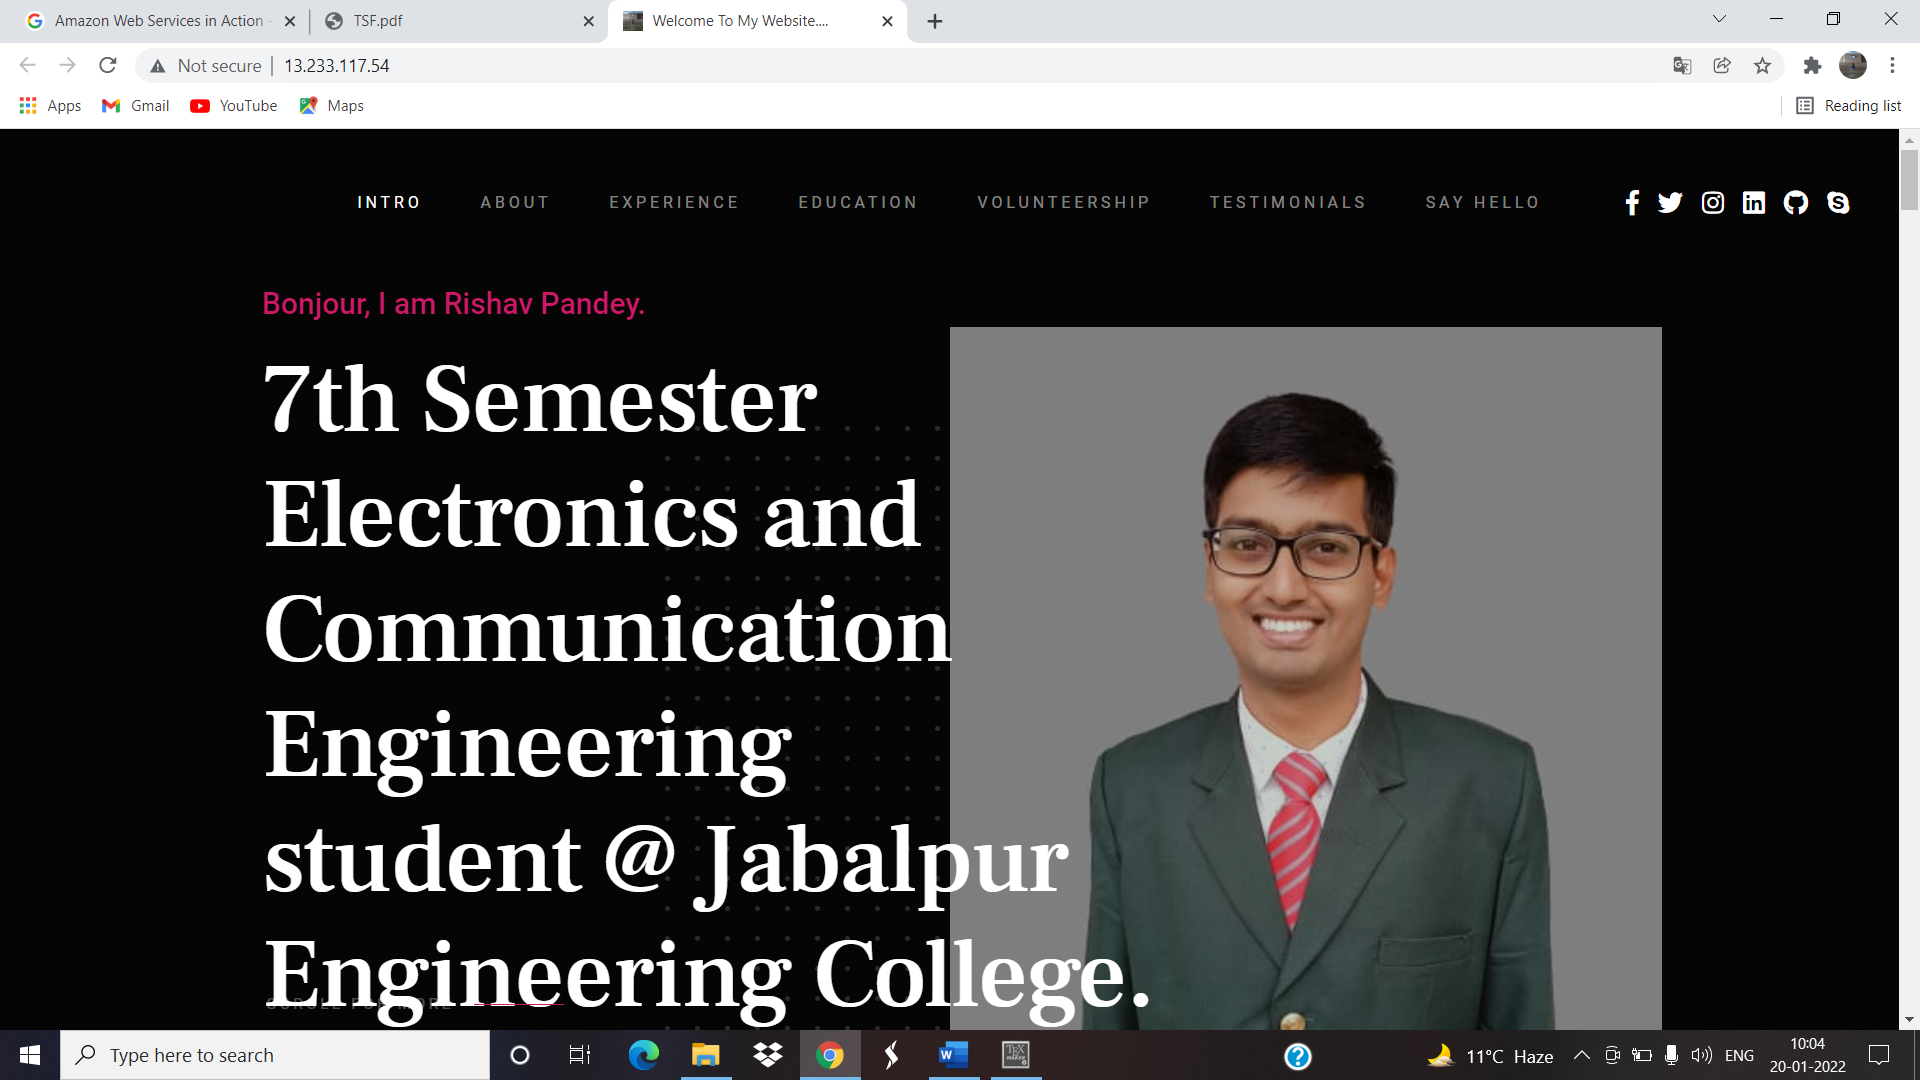 Amazon Web Services in Action
TSF.pdf
Welcome To My Website....
Not secure
13.233.117.54
Apps
Gmail
YouTube
Maps
Reading list
INTRO
ABOUT
EXPERIENCE
EDUCATION
VOLUNTEERSHIP
TESTIMONIALS
SAY HELLO
Bonjour, I am Rishav Pandey.
7th Semester
Electronics and
Communication
Engineering
student @ Jabalpur
Engineering College.
SCROLL FOR MORE
Type here to search
11°C Haze
ENG
10:04
20-01-2022